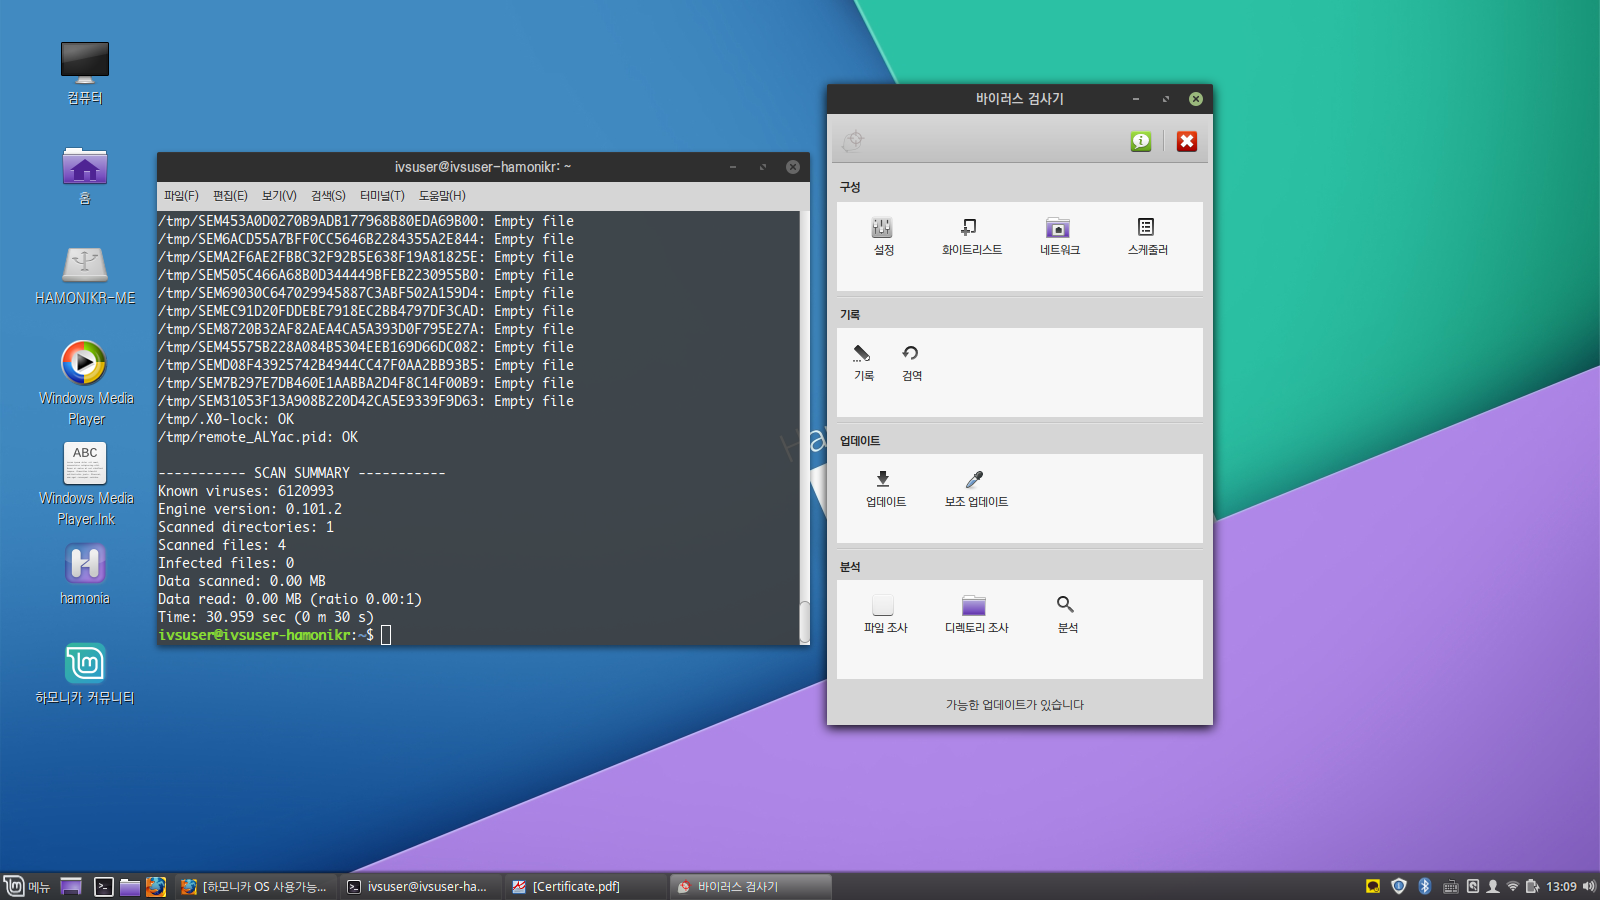 컴퓨터
홈
HAMONIKR-ME
Windows Media
Player
ABC
Windows Media
Player.lnk
hamonia
하모니카 커뮤니티
ivsuser@ivsuser-hamonikr: ~
파일(F) 편집(E) 보기(V) 검색(S) 터미널(T) 도움말(H)
/tmp/SEM453A0D0270B9ADB177968B80EDA69B00: Empty file
/tmp/SEM6ACD55A7BFF0CC5646B2284355A2E844: Empty file
/tmp/SEMA2F6AE2FBBC32F92B5E638F19A81825E: Empty file
/tmp/SEM505C466A68B0D344449BFEB2230955B0: Empty file
/tmp/SEM69030C647029945887C3ABF502A159D4: Empty file
/tmp/SEMEC91D20FDDEBE7918EC2BB4797DF3CAD: Empty file
/tmp/SEM8720B32AF82AEA4CA5A393D0F795E27A: Empty file
/tmp/SEM45575B228A084B5304EEB169D66DC082: Empty file
/tmp/SEMD08F43925742B4944CC47F0AA2BB93B5: Empty file
/tmp/SEM7B297E7DB460E1AABBA2D4F8C14F00B9: Empty file
/tmp/SEM31053F13A908B220D42CA5E9339F9D63: Empty file
/tmp/.X0-lock: OK
/tmp/remote_ALYac.pid: OK
----------- SCAN SUMMARY -----------
Known viruses: 6120993
Engine version: 0.101.2
Scanned directories: 1
Scanned files: 4
Infected files: 0
Data scanned: 0.00 MB
Data read: 0.00 MB (ratio 0.00:1)
Time: 30.959 sec (0 m 30 s)
ivsuser@ivsuser-hamonikr:~$
바이러스 검사기
구성
설정 화이트리스트 네트워크 스케줄러
기록
기록 검역
업데이트
업데이트 보조 업데이트
분석
파일 조사 디렉토리 조사 분석
가능한 업데이트가 있습니다
메뉴 [하모니카 OS 사용가능... ivsuser@ivsuser-ha... [Certificate.pdf] 바이러스 검사기 13:09